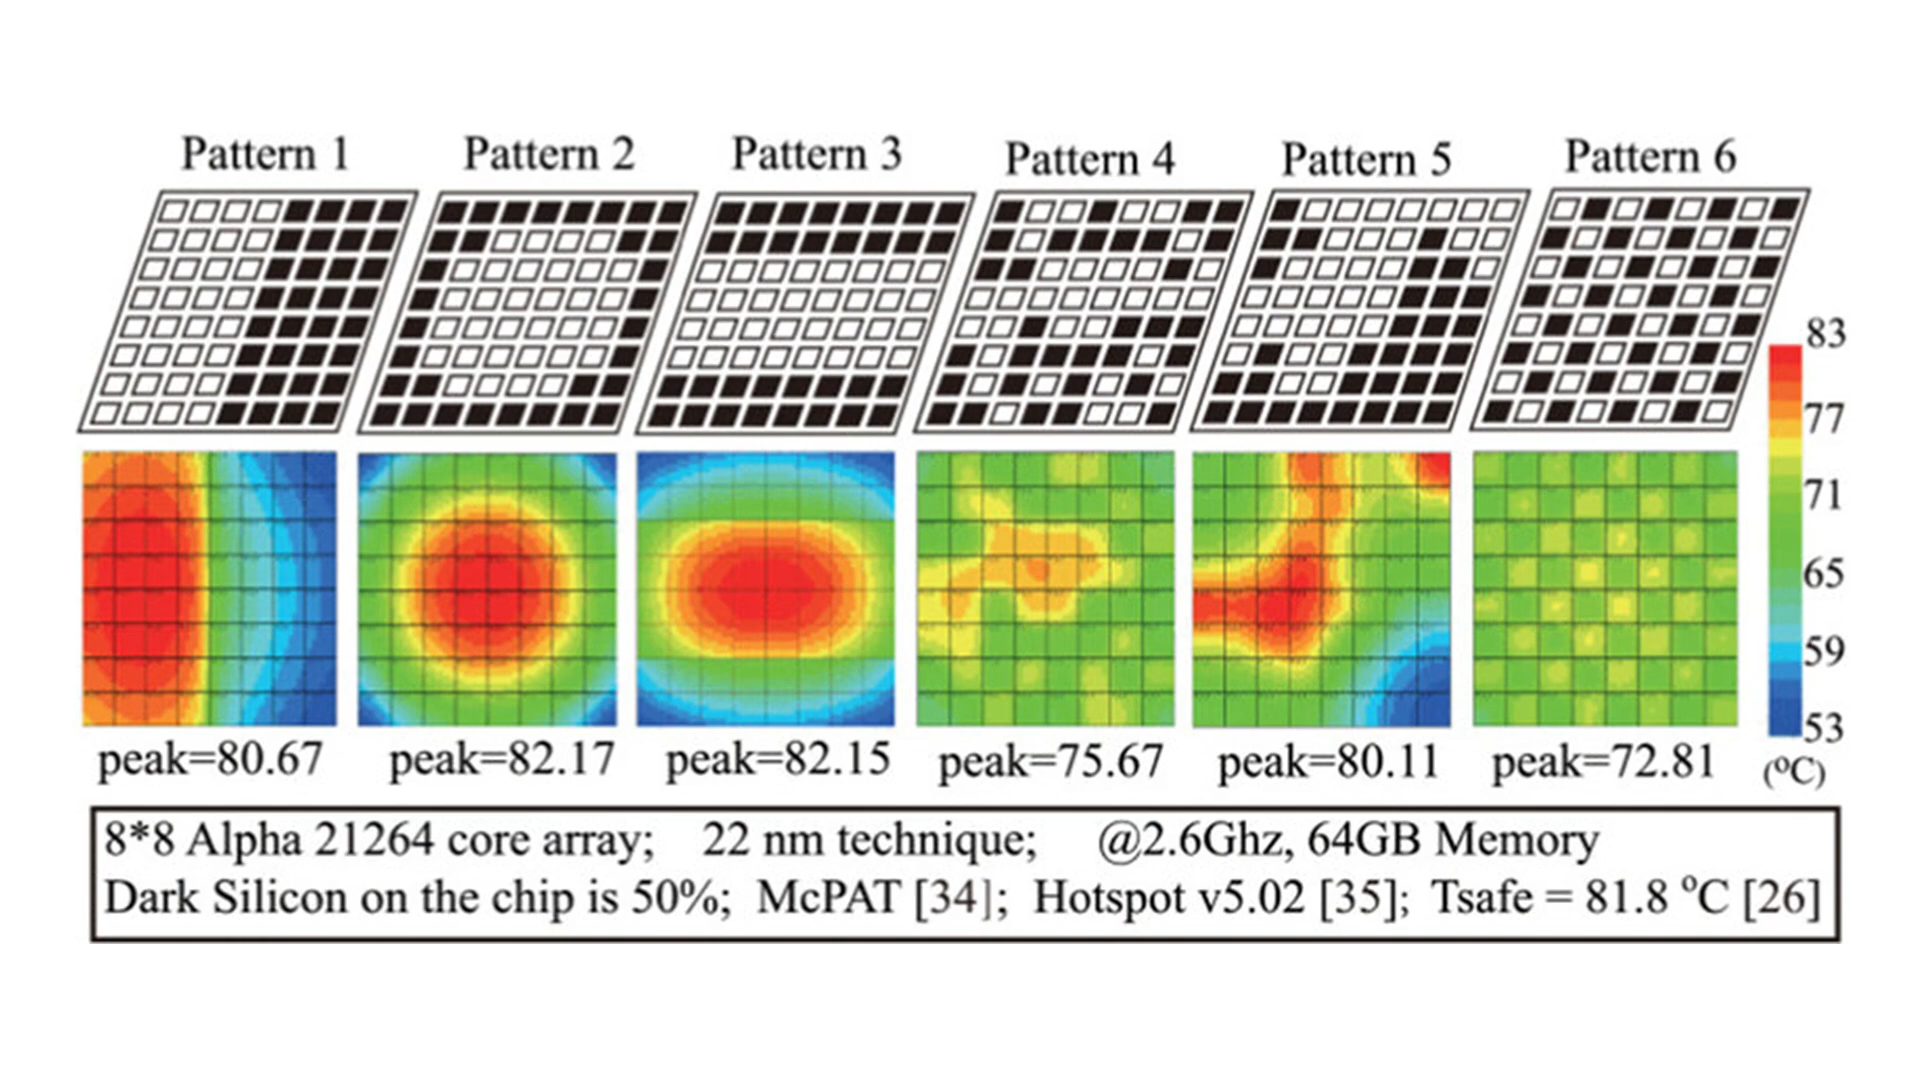 Pattern 1 Pattern 2 Pattern 3 Pattern 4 Pattern 5 Pattern 6
83
77
71
65
59
53
(ºC)
peak=80.67 peak=82.17 peak=82.15 peak=75.67 peak=80.11 peak=72.81
8*8 Alpha 21264 core array; 22 nm technique; @2.6Ghz, 64GB Memory
Dark Silicon on the chip is 50%; McPAT [34]; Hotspot v5.02 [35]; Tsafe = 81.8 ºC [26]